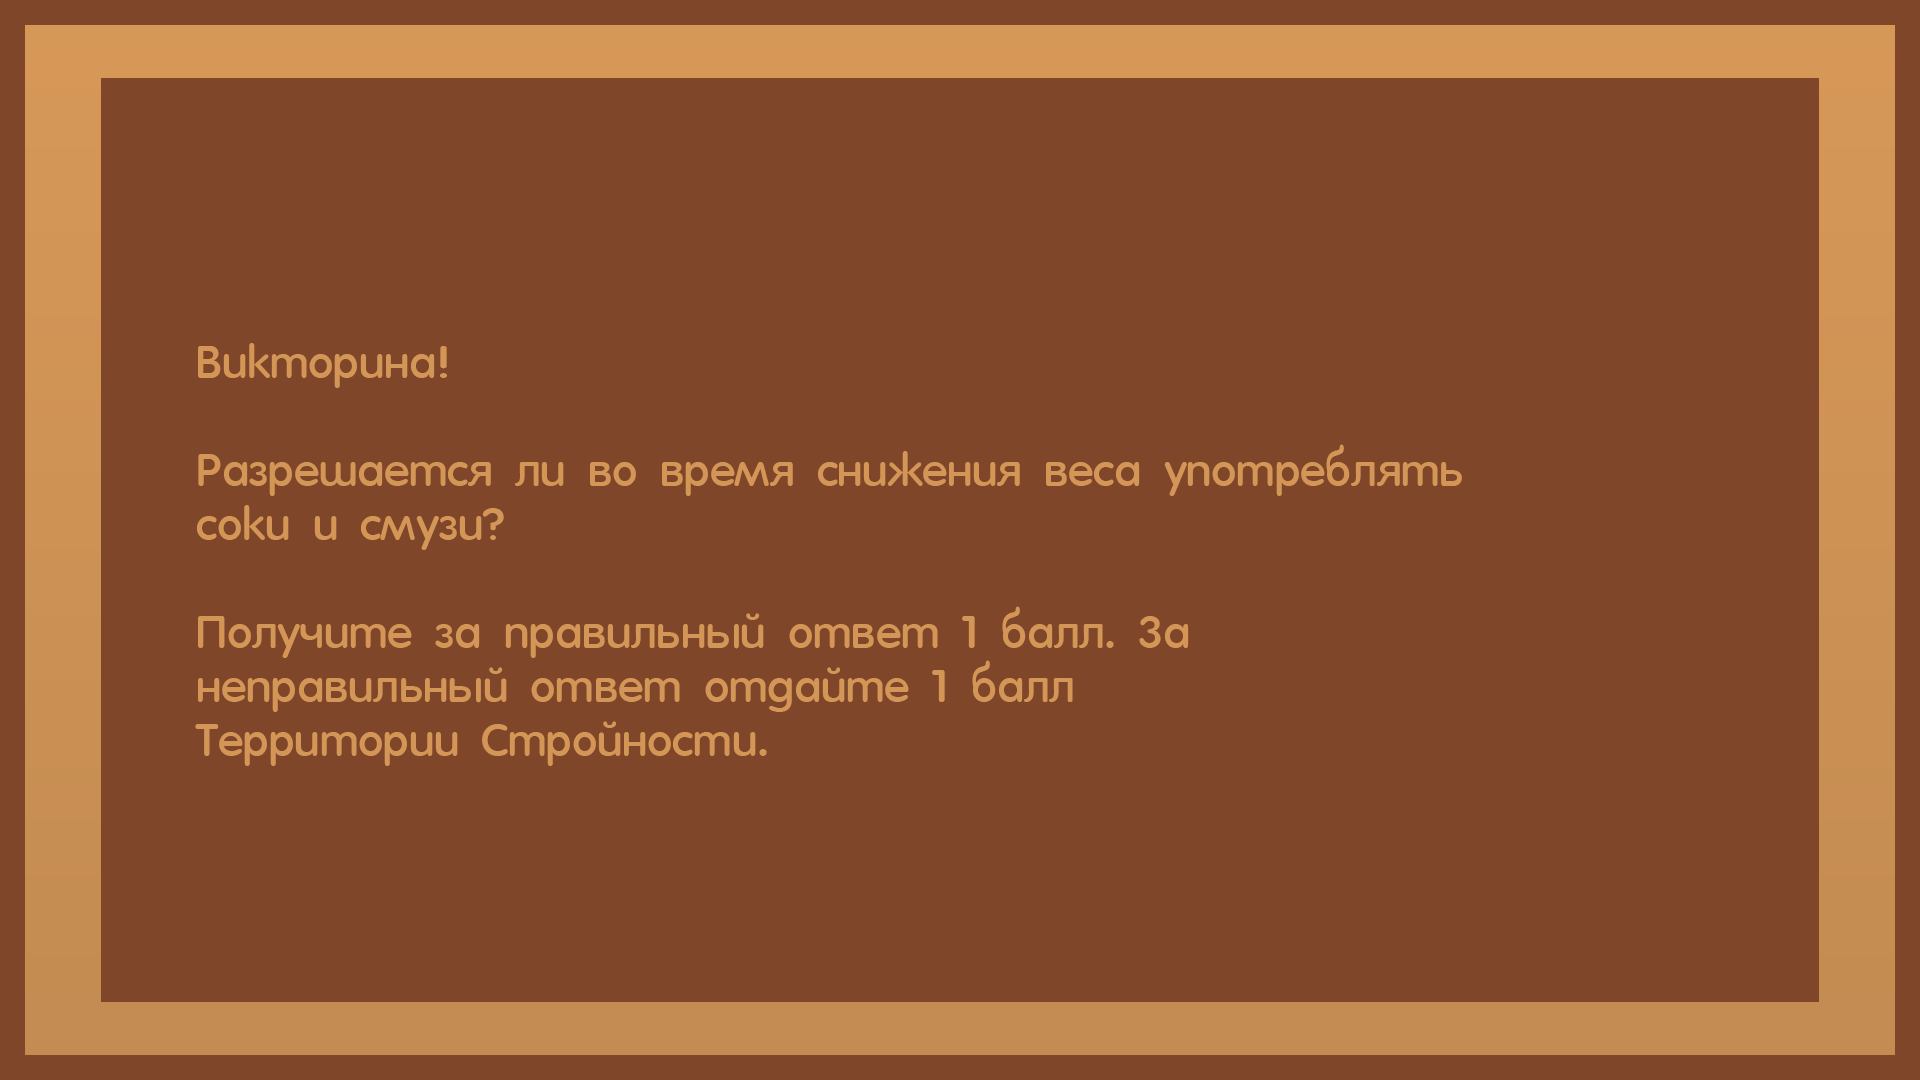 Викторина!
Разрешается ли во время снижения веса употреблять
соки и смузи?
Получите за правильный ответ 1 балл. За
неправильный ответ отдайте 1 балл
Территории Стройности.